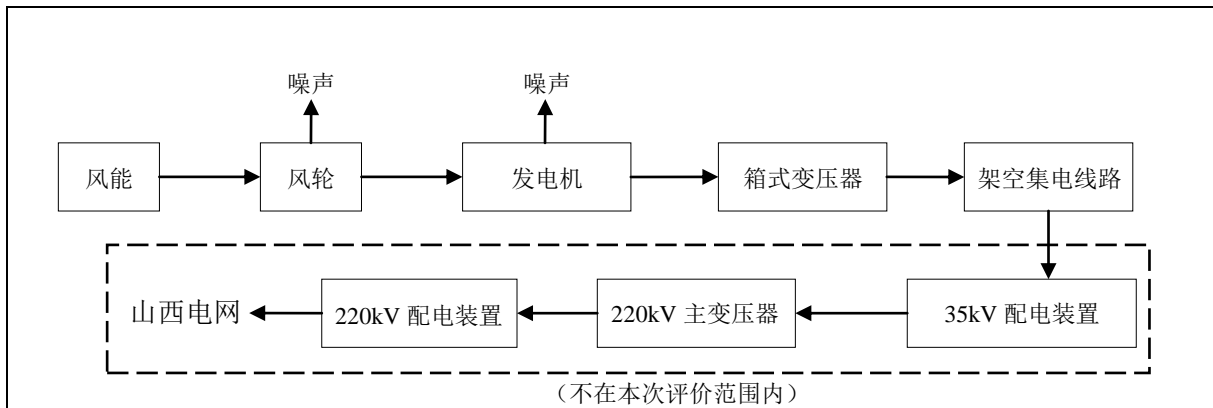 噪声 噪声
风能 风轮 发电机 箱式变压器 架空集电线路
山西电网 220kV 配电装置 220kV 主变压器 35kV 配电装置
（不在本次评价范围内）